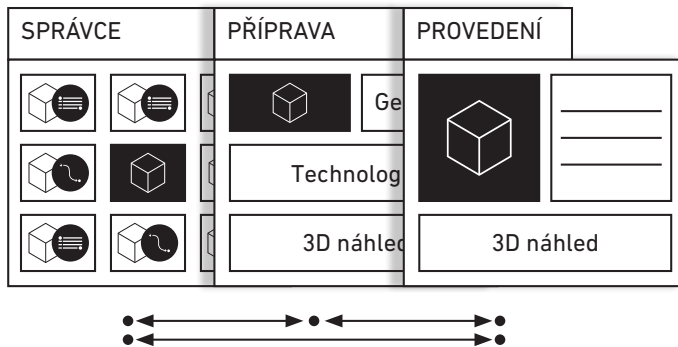 SPRÁVCE
PŘÍPRAVA
PROVEDENÍ
Ge
Technolog
3D náhled
3D náhled